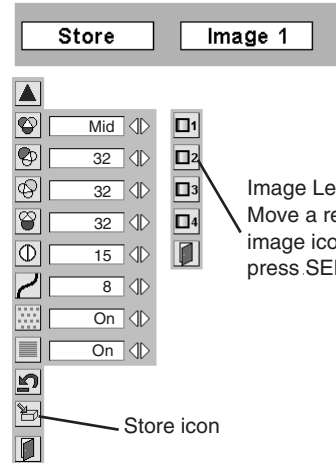 Store Image 1
Mid 1
32 2
32 3
32 4
15
8
On
On
Image Le
Move a re
image ico
press SE
Store icon